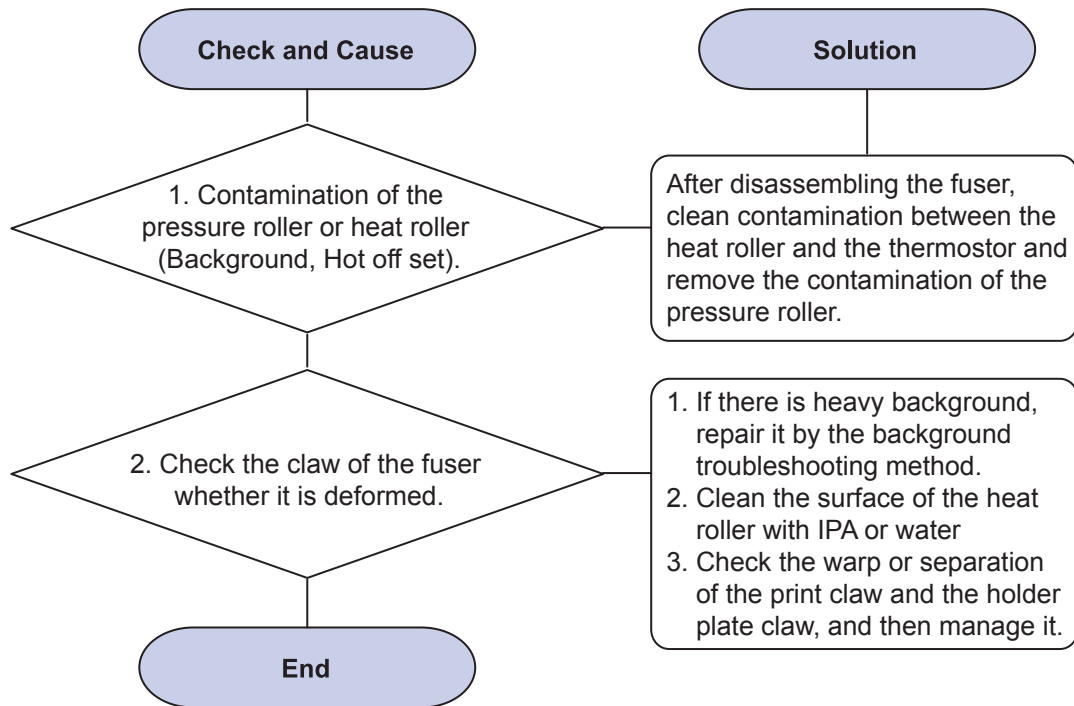 Check and Cause
Solution
1. Contamination of the
pressure roller or heat roller
(Background, Hot off set).
After disassembling the fuser,
clean contamination between the
heat roller and the thermostor and
remove the contamination of the
pressure roller.
2. Check the claw of the fuser
whether it is deformed.
1. If there is heavy background,
repair it by the background
troubleshooting method.
2. Clean the surface of the heat
roller with IPA or water
3. Check the warp or separation
of the print claw and the holder
plate claw, and then manage it.
End